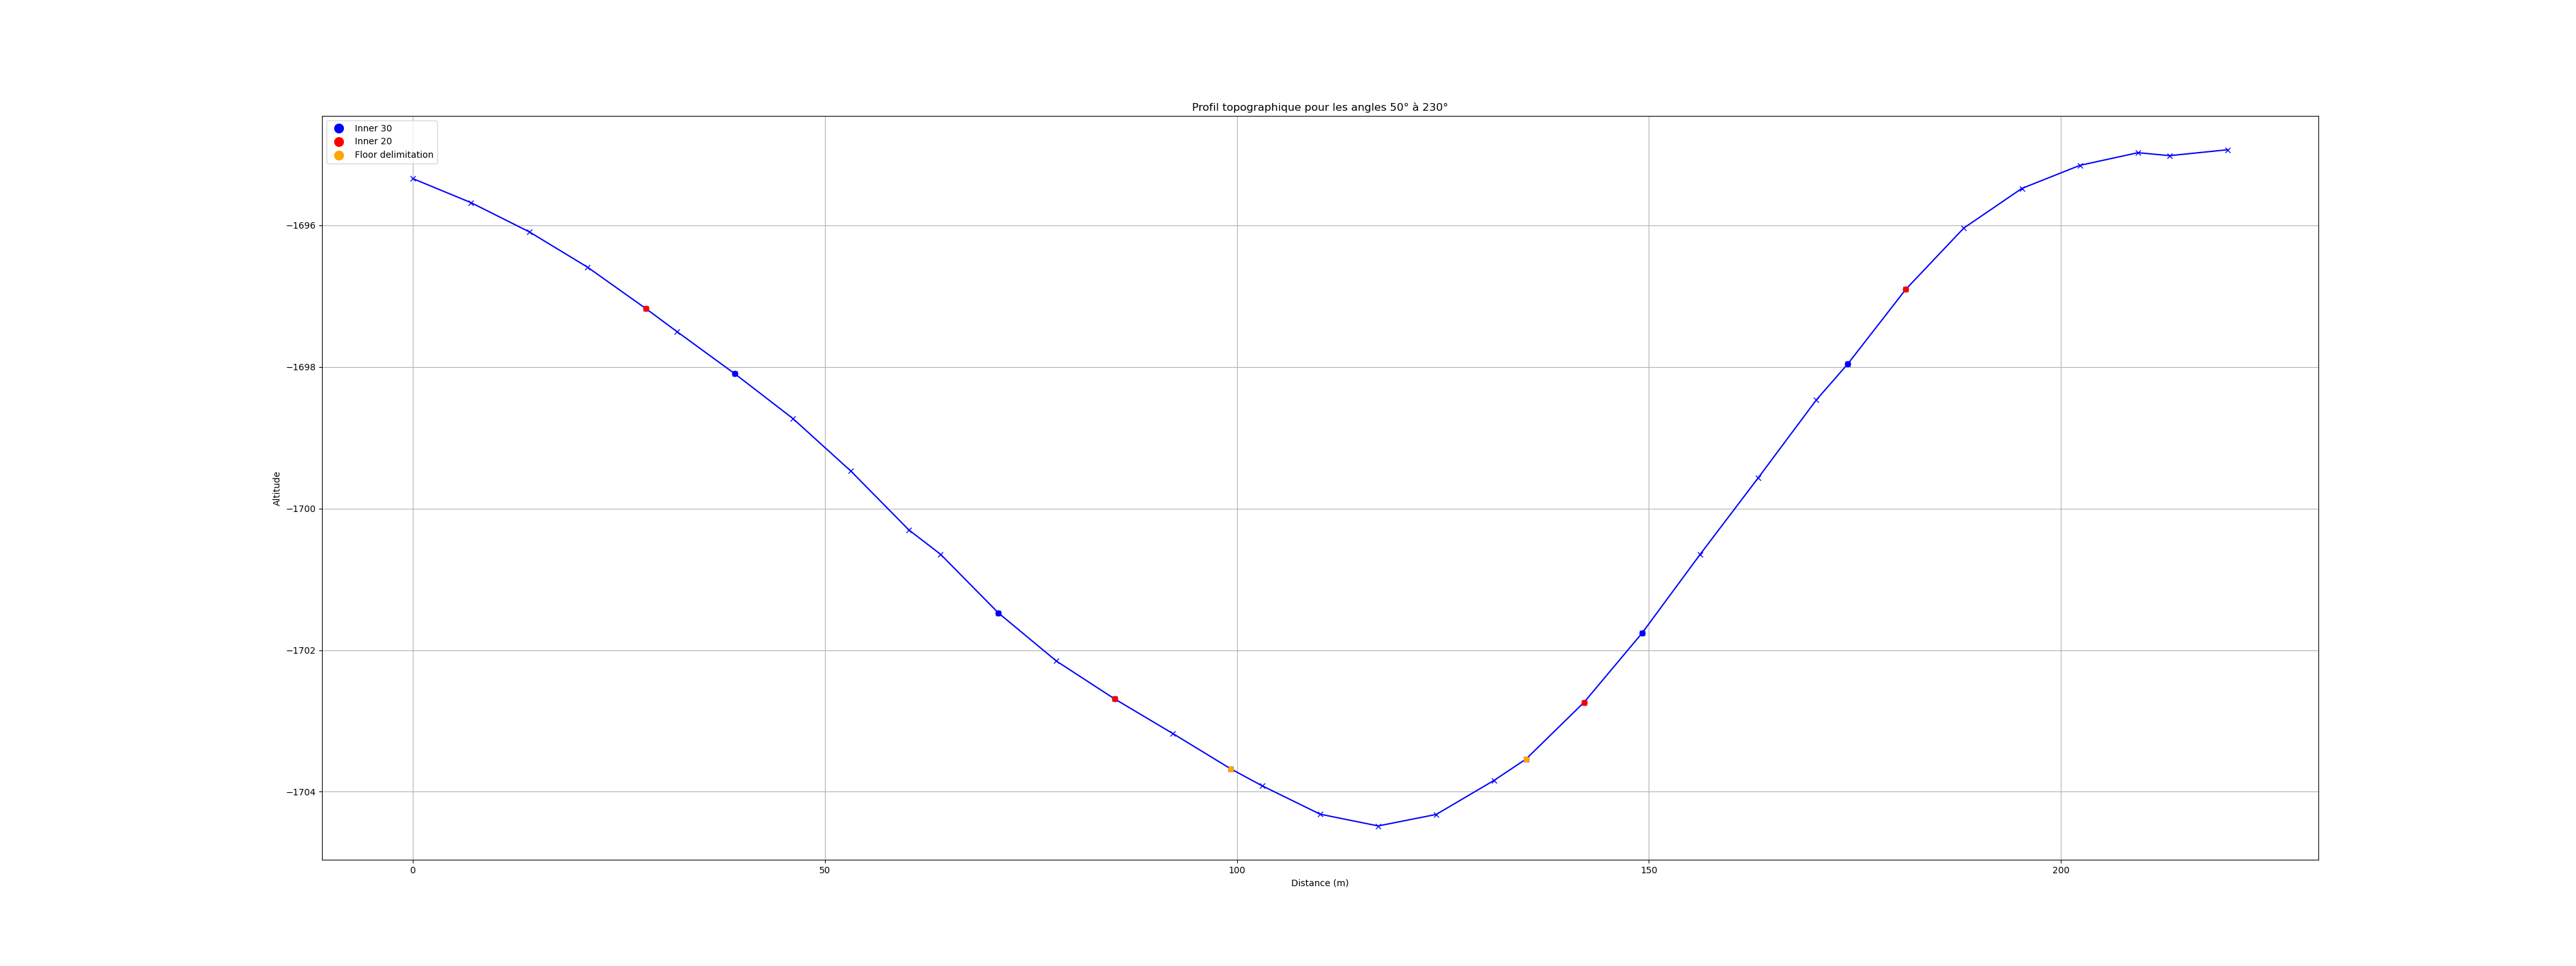 Profil topographique pour les angles 50° à 230°
Inner 30
Inner 20
Floor delimitation
−1696
−1698
−1700
−1702
−1704
Altitude
0 50 100 150 200
Distance (m)